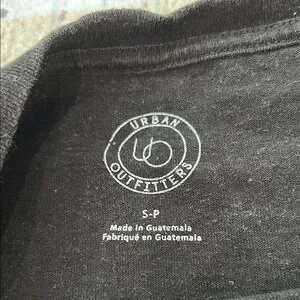 URBAN
UO
OUTFITTERS
S-P
Made in Guatemala
Fabriqué en Guatemala